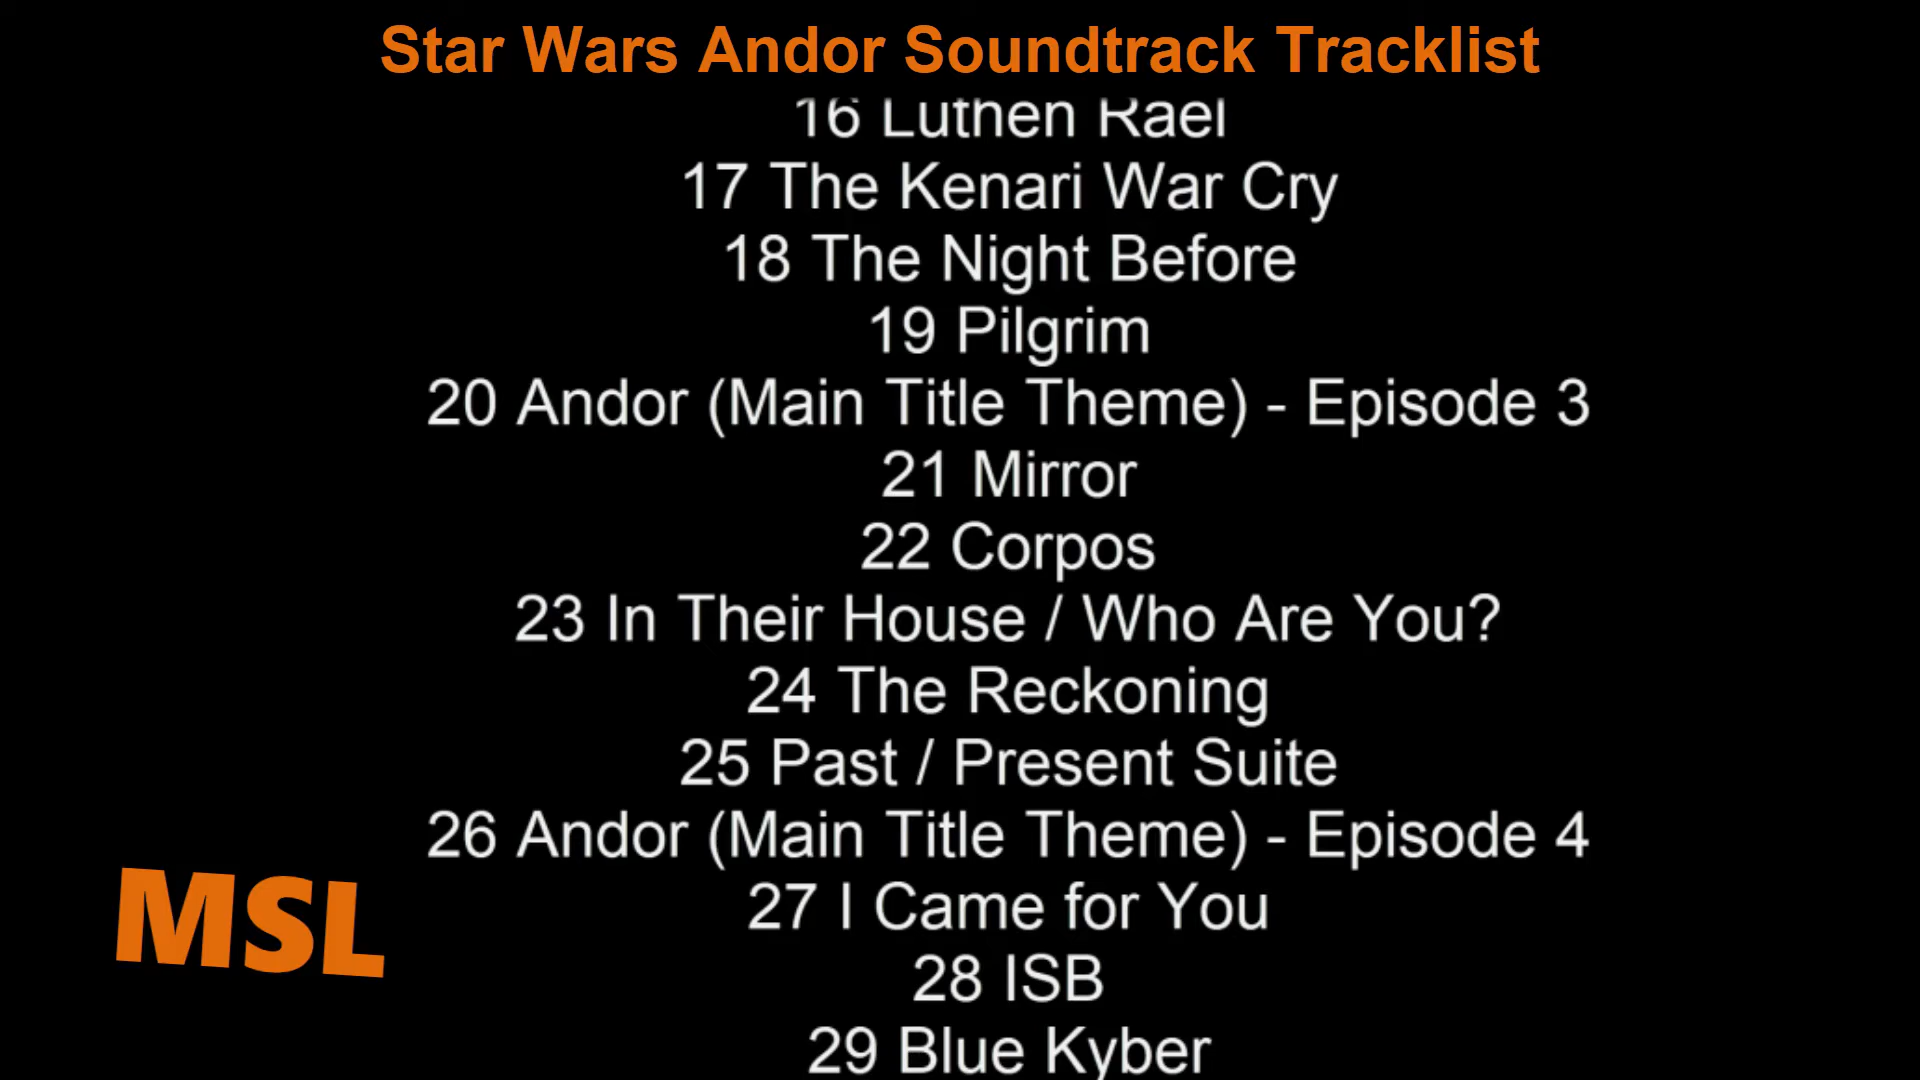 Star Wars Andor Soundtrack Tracklist
16 Luthen Rael
17 The Kenari War Cry
18 The Night Before
19 Pilgrim
20 Andor (Main Title Theme) - Episode 3
21 Mirror
22 Corpos
23 In Their House / Who Are You?
24 The Reckoning
25 Past / Present Suite
26 Andor (Main Title Theme) - Episode 4
27 I Came for You
28 ISB
29 Blue Kyber
MSL